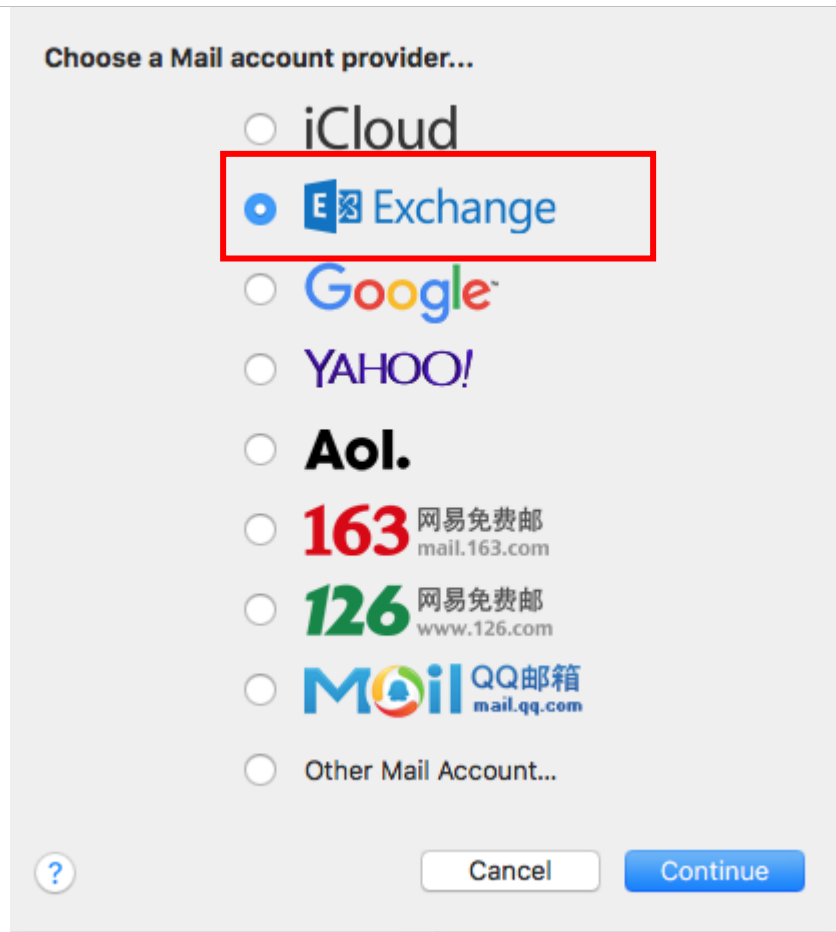 Choose a Mail account provider...
iCloud
E Exchange
Google
YAHOO!
Aol.
163 网易免费邮
mail.163.com
126 网易免费邮
www.126.com
Mail QQ邮箱
mail.qq.com
Other Mail Account...
? Cancel Continue